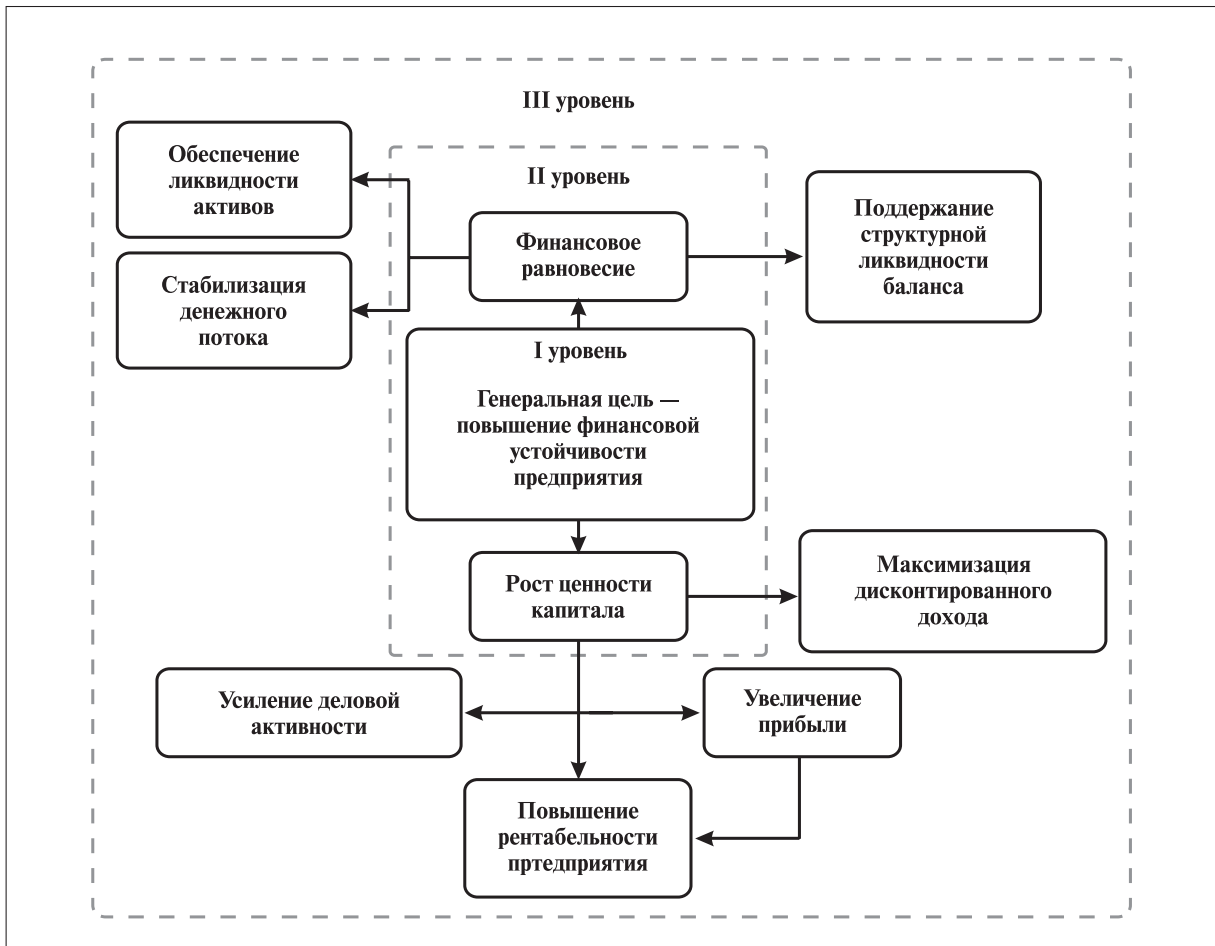 III уровень
Обеспечение
ликвидности
активов
II уровень
Поддержание
структурной
ликвидности
баланса
Финансовое
равновесие
Стабилизация
денежного
потока
I уровень
Генеральная цель —
повышение финансовой
устойчивости
предприятия
Рост ценности
капитала
Максимизация
дисконтированного
дохода
Усиление деловой
активности
Увеличение
прибыли
Повышение
рентабельности
пртедприятия